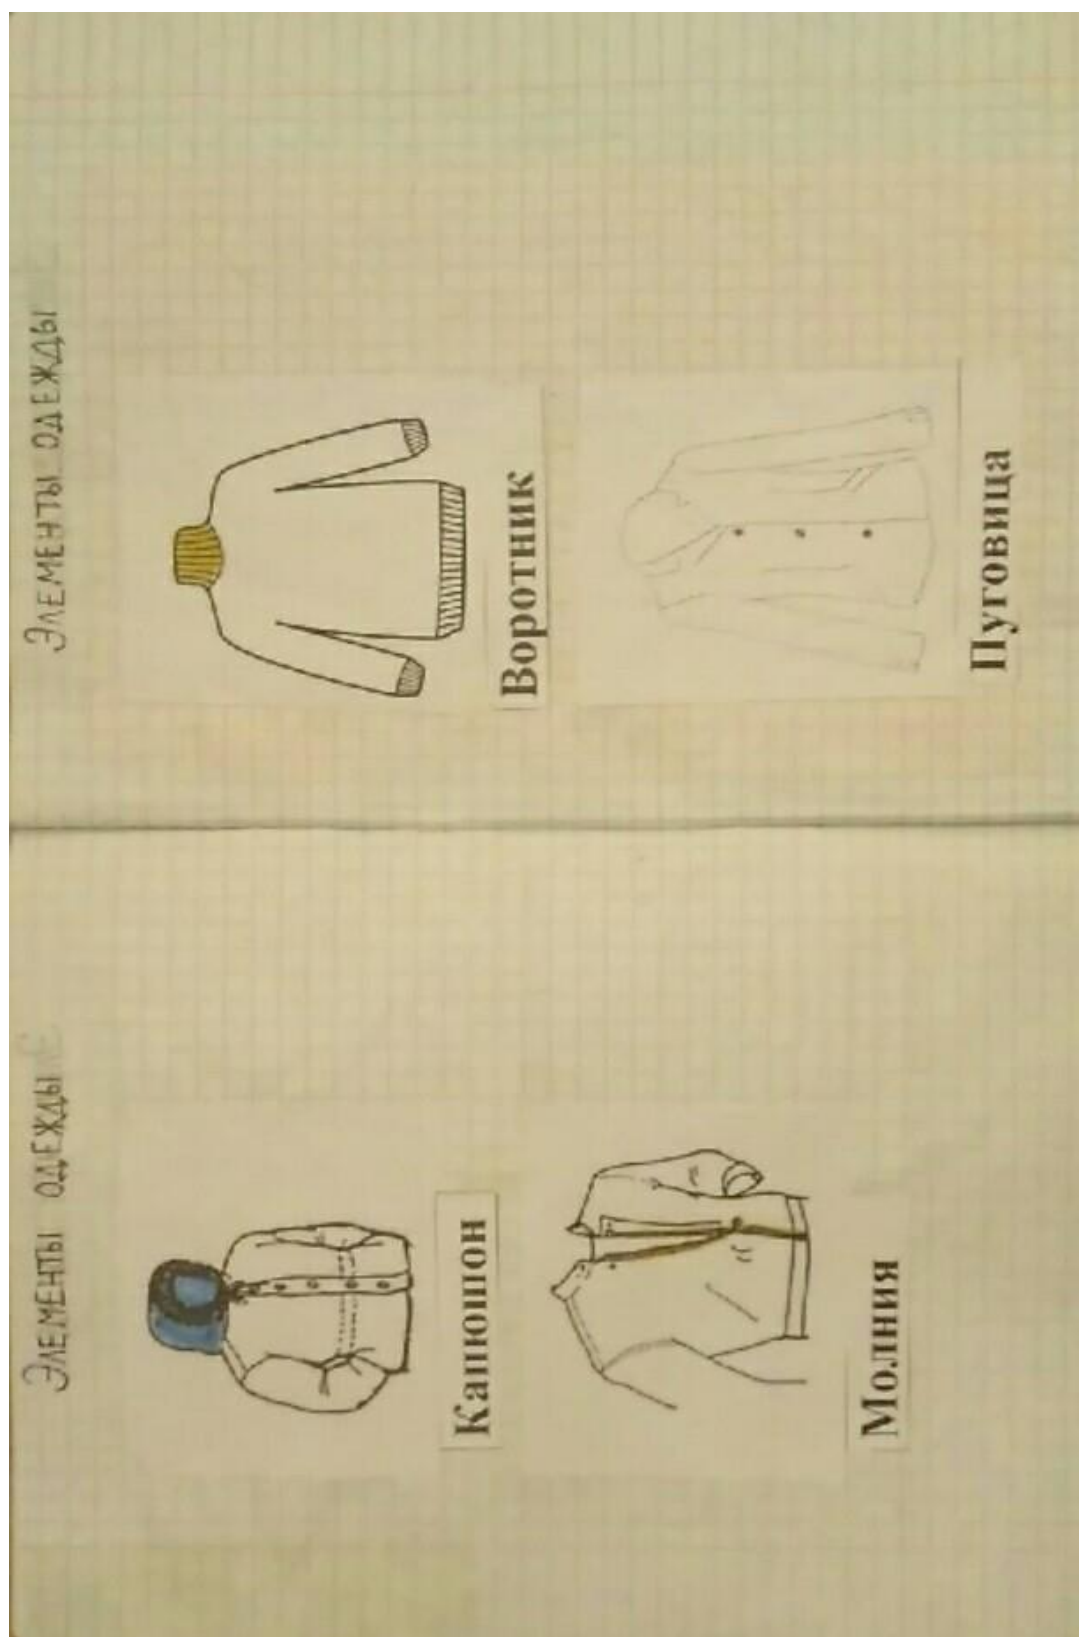 Элементы одежды
Капюшон
Молния
Элементы одежды
Воротник
Пуговица